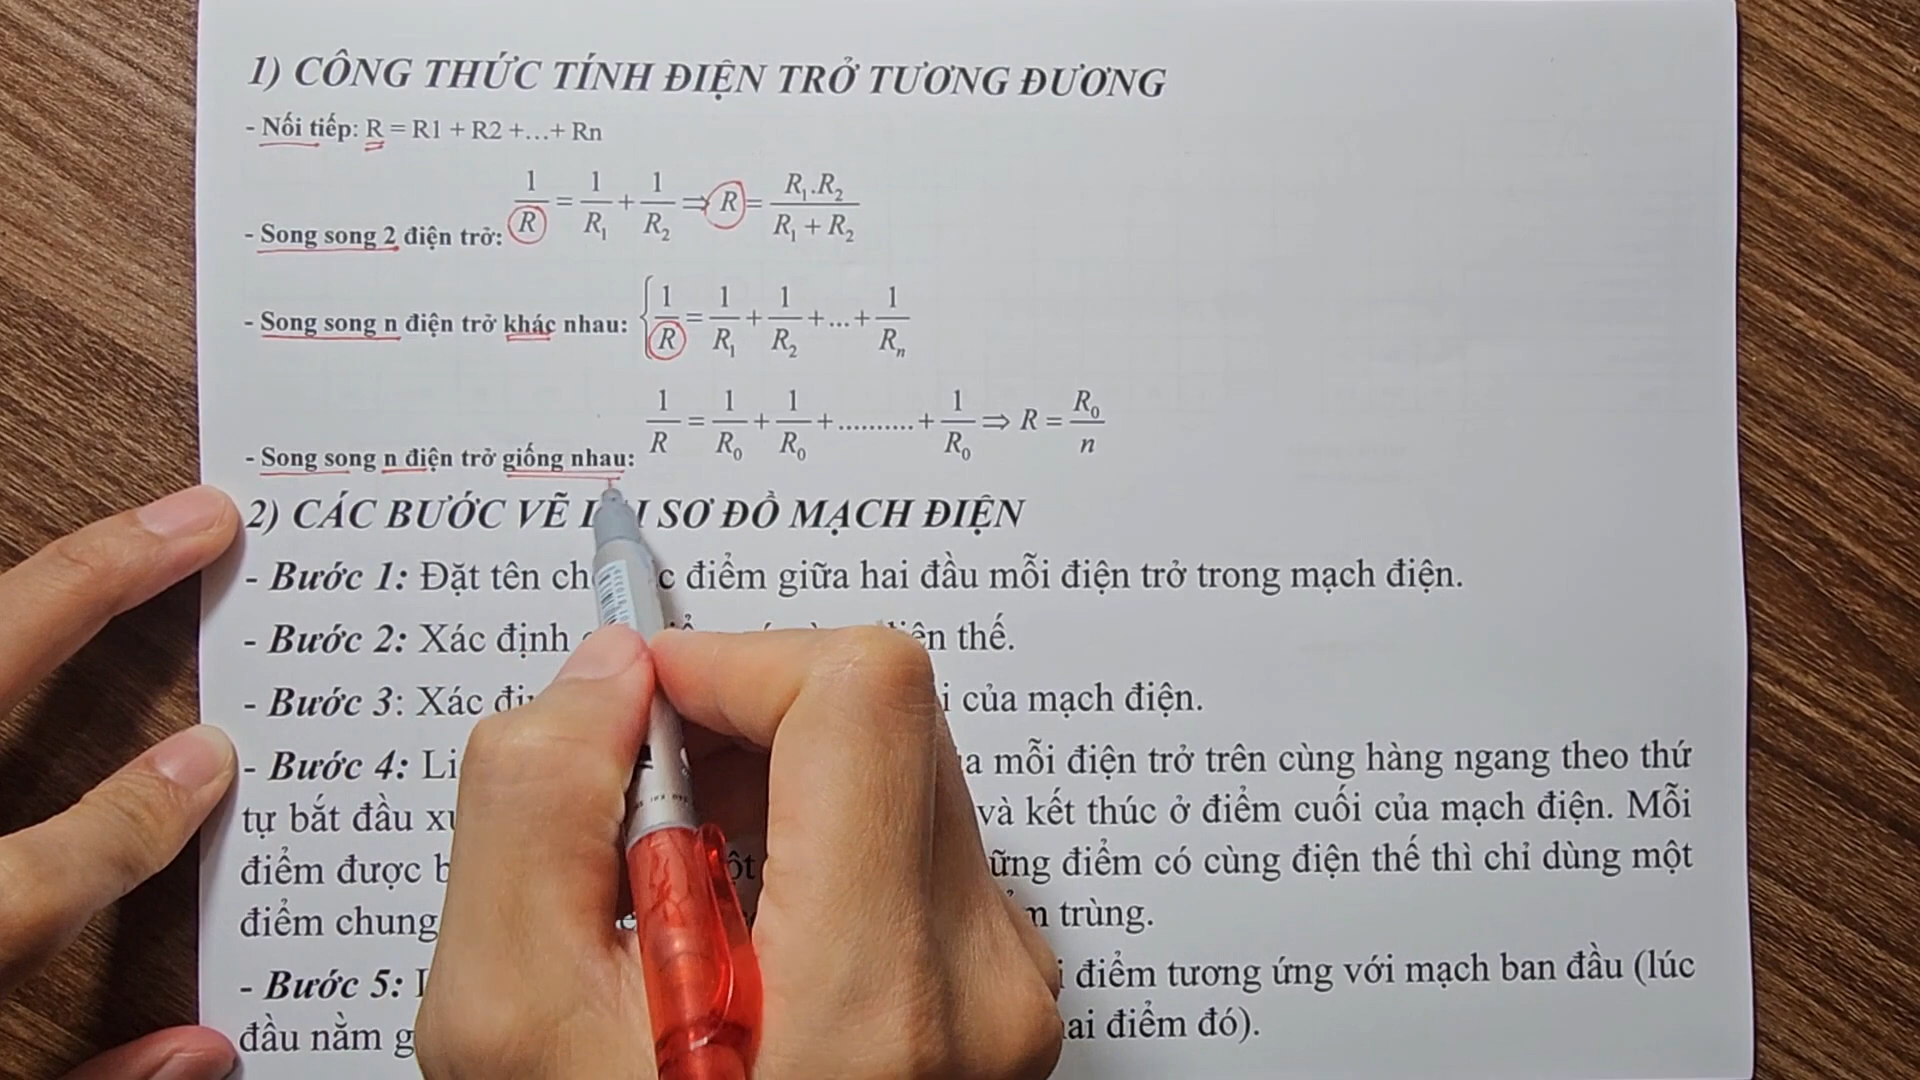 1) CÔNG THỨC TÍNH ĐIỆN TRỞ TƯƠNG ĐƯƠNG
- Nối tiếp: R = R1 + R2 +...+ Rn
- Song song 2 điện trở: 1/R = 1/R₁ + 1/R₂ ⇒ R = R₁.R₂/(R₁ + R₂)
- Song song n điện trở khác nhau: { 1/R = 1/R₁ + 1/R₂ +...+ 1/Rₙ
- Song song n điện trở giống nhau: 1/R = 1/R₀ + 1/R₀ +..........+ 1/R₀ ⇒ R = R₀/n
2) CÁC BƯỚC VẼ SƠ ĐỒ MẠCH ĐIỆN
- Bước 1: Đặt tên điểm giữa hai đầu mỗi điện trở trong mạch điện.
- Bước 2: Xác định thế.
- Bước 3: Xác của mạch điện.
- Bước 4: mỗi điện trở trên cùng hàng ngang theo thứ
tự bắt đầu và kết thúc ở điểm cuối của mạch điện. Mỗi
điểm được điểm có cùng điện thế thì chỉ dùng một
điểm chung trùng.
- Bước 5: điểm tương ứng với mạch ban đầu (lúc
đầu nằm điểm đó).